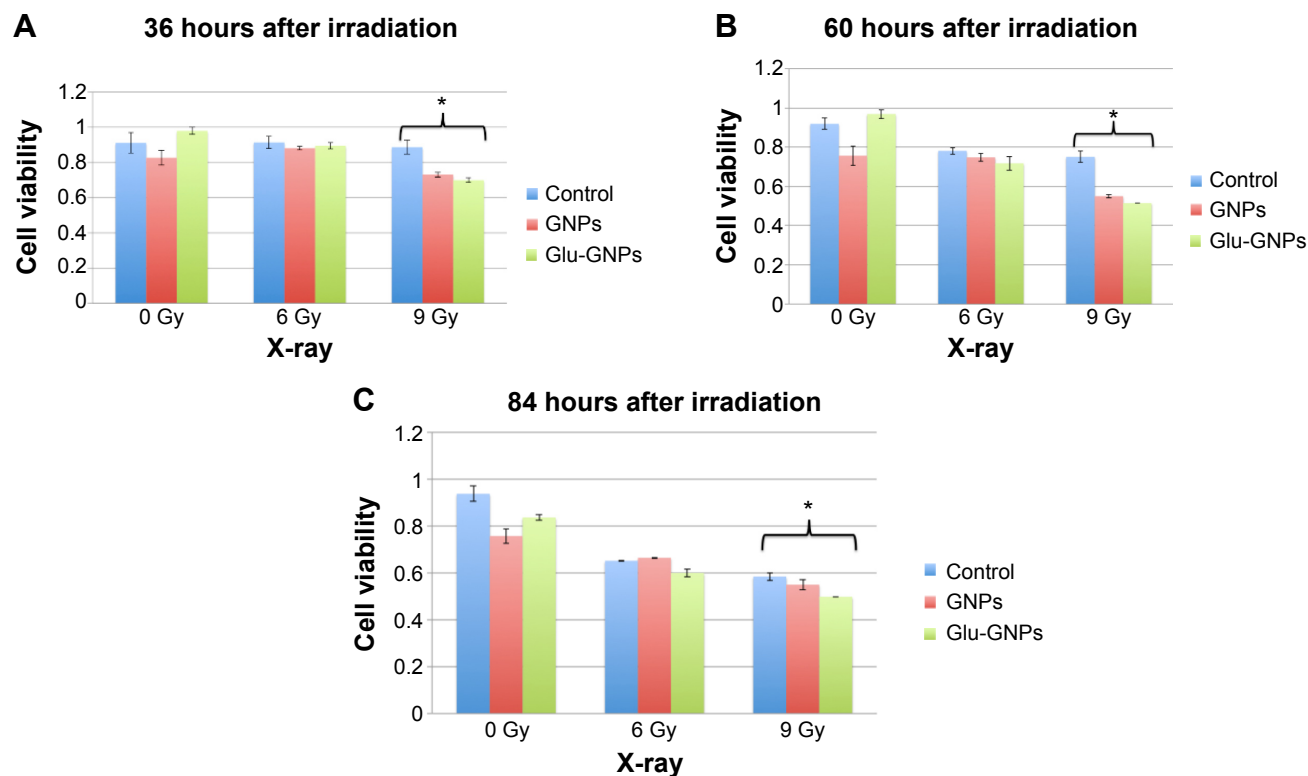 A
36 hours after irradiation
Cell viability
1.2
1
0.8
0.6
0.4
0.2
0
*
0 Gy
6 Gy
9 Gy
X-ray
Control
GNPs
Glu-GNPs
B
60 hours after irradiation
Cell viability
1.2
1
0.8
0.6
0.4
0.2
0
*
0 Gy
6 Gy
9 Gy
X-ray
Control
GNPs
Glu-GNPs
C
84 hours after irradiation
Cell viability
1.2
1
0.8
0.6
0.4
0.2
0
*
0 Gy
6 Gy
9 Gy
X-ray
Control
GNPs
Glu-GNPs